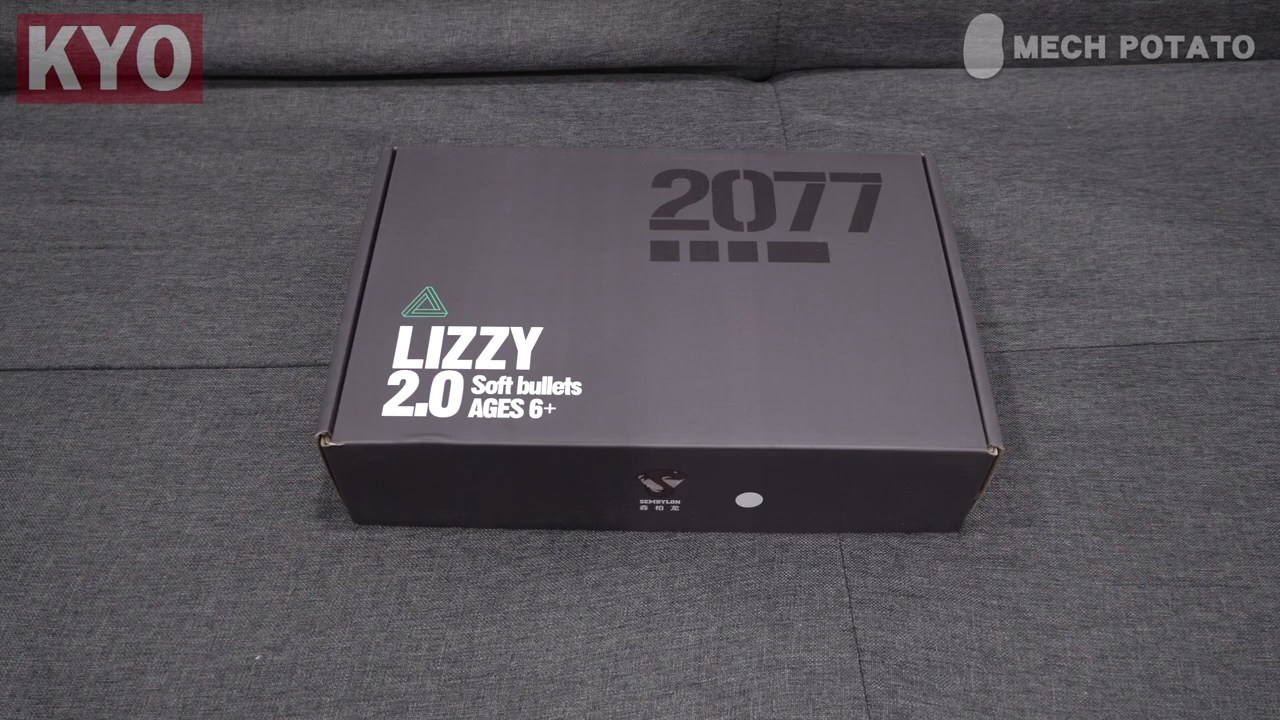 KYO
MECH POTATO
2077
LIZZY
2.0 Soft bullets
AGES 6+
SEMBYLON
森柏龙